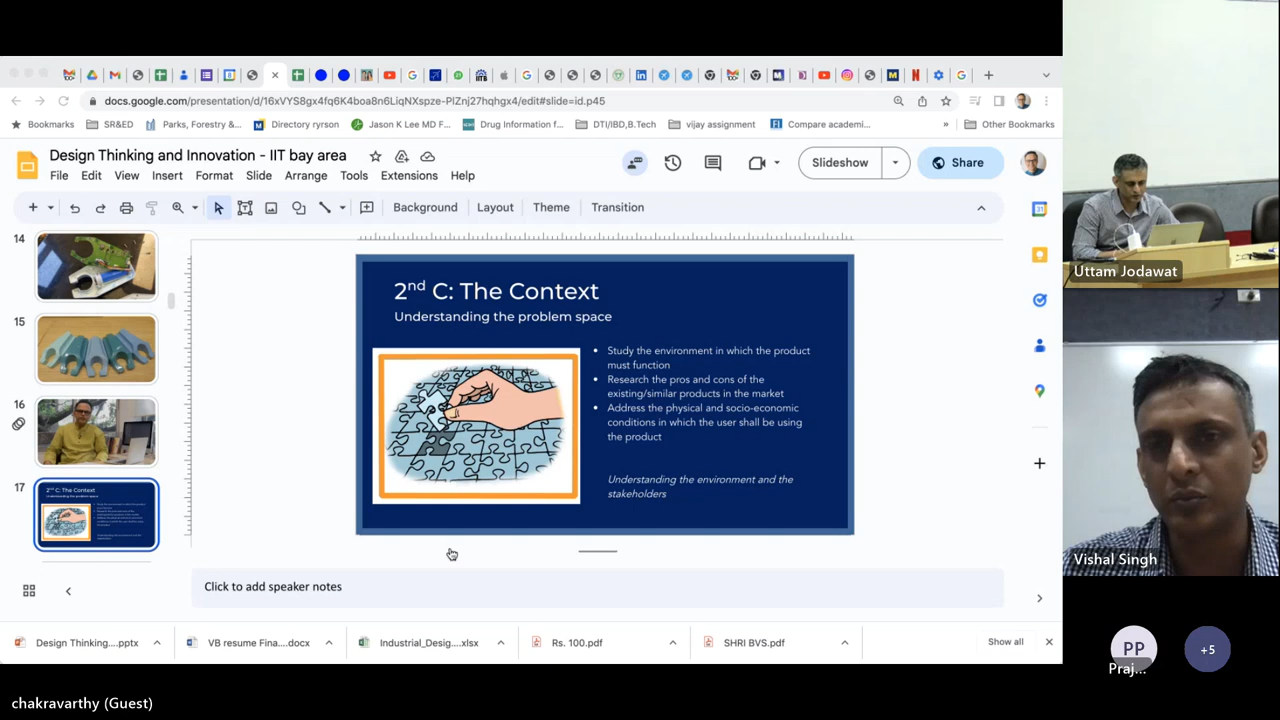 docs.google.com/presentation/d/16xVYS8gx4fq6K4boa8n6LiqNXspze-PlZnj27hqhgx4/edit#slide=id.p45
Bookmarks
SR&ED
Parks, Forestry &...
Directory ryrson
Jason K Lee MD F...
Drug Information f...
DTI/IBD,B.Tech
vijay assignment
Compare academi...
»
Other Bookmarks
Design Thinking and Innovation - IIT bay area
File Edit View Insert Format Slide Arrange Tools Extensions Help
Slideshow
Share
Background Layout Theme Transition
14
15
16
17
2nd C: The Context
Understanding the problem space
2nd C: The Context
Understanding the problem space
• Study the environment in which the product
must function
• Research the pros and cons of the
existing/similar products in the market
• Address the physical and socio-economic
conditions in which the user shall be using
the product
Understanding the environment and the
stakeholders
Click to add speaker notes
Design Thinking....pptx
VB resume Fina....docx
Industrial_Desig....xlsx
Rs. 100.pdf
SHRI BVS.pdf
Show all
Uttam Jodawat
Vishal Singh
PP
Praj...
+5
chakravarthy (Guest)